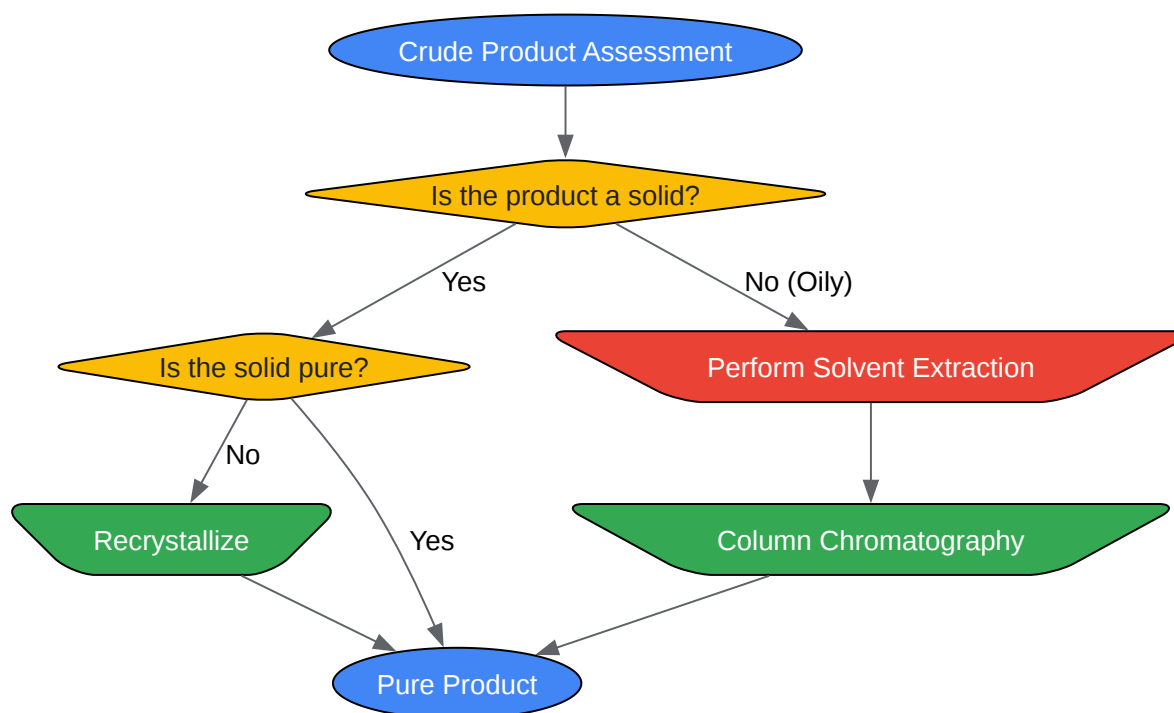 Crude Product Assessment
Is the product a solid?
Yes
No (Oily)
Is the solid pure?
Perform Solvent Extraction
No
Yes
Recrystallize
Column Chromatography
Pure Product